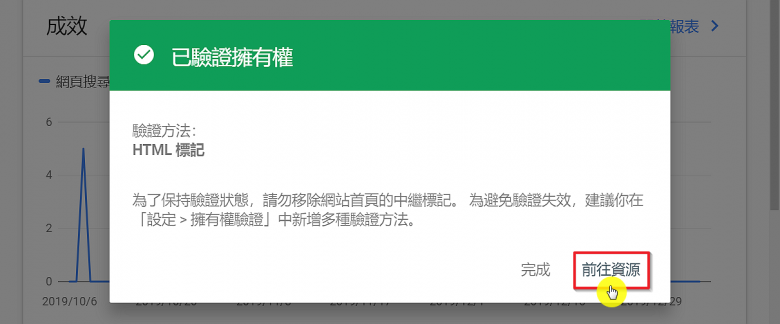 成效
報表
已驗證擁有權
網頁搜尋
6
驗證方法：
HTML 標記
4
為了保持驗證狀態，請勿移除網站首頁的中繼標記。 為避免驗證失效，建議你在
「設定 > 擁有權驗證」中新增多種驗證方法。
2
完成
前往資源
0
2019/10/6